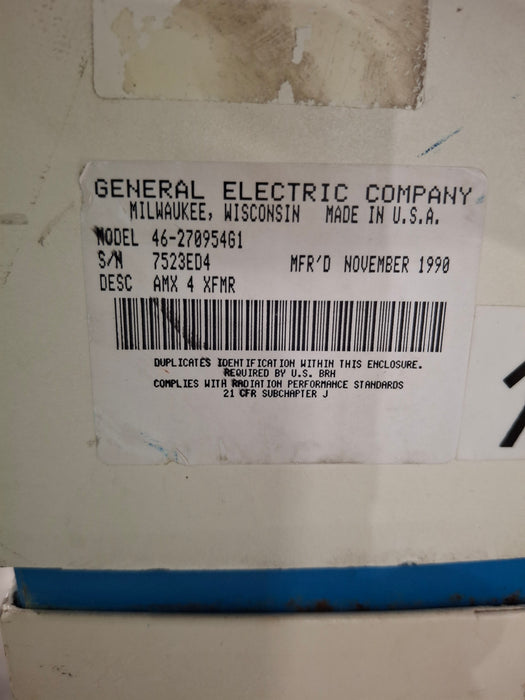 GENERAL ELECTRIC COMPANY
MILWAUKEE, WISCONSIN MADE IN U.S.A.
MODEL 46-270954G1
S/N 7523ED4 MFR'D NOVEMBER 1990
DESC AMX 4 XFMR
DUPLICATES IDENTIFICATION WITHIN THIS ENCLOSURE.
REQUIRED BY U.S. BRH
COMPLIES WITH RADIATION PERFORMANCE STANDARDS
21 CFR SUBCHAPTER J